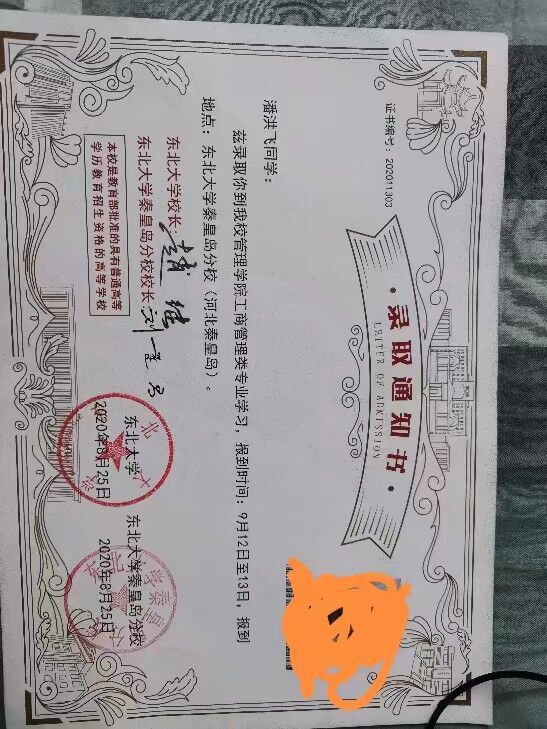 证书编号：202011303
·录取通知书·
LETTER OF ADMISSION
潘洪飞同学：
兹录取你到我校管理学院工商管理类专业学习，报到时间：9月12日至13日，报到
地点：东北大学秦皇岛分校（河北秦皇岛）。
东北大学校长：赵继
东北大学秦皇岛分校校长：
本校是教育部批准的具有普通高等
学历教育招生资格的高等学校
东北大学
2020年8月25日
东北大学秦皇岛分校
2020年8月25日